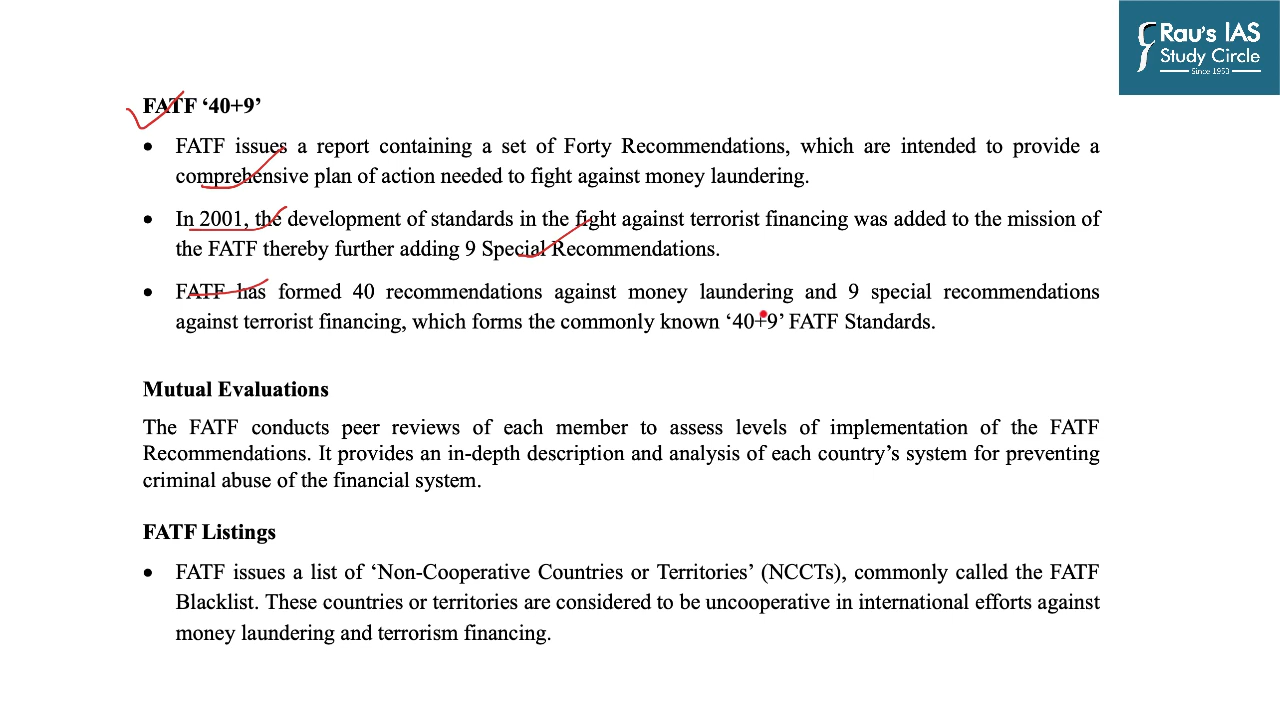 Rau's IAS
Study Circle
Since 1953
FATF ‘40+9’
• FATF issues a report containing a set of Forty Recommendations, which are intended to provide a
comprehensive plan of action needed to fight against money laundering.
• In 2001, the development of standards in the fight against terrorist financing was added to the mission of
the FATF thereby further adding 9 Special Recommendations.
• FATF has formed 40 recommendations against money laundering and 9 special recommendations
against terrorist financing, which forms the commonly known ‘40+9’ FATF Standards.
Mutual Evaluations
The FATF conducts peer reviews of each member to assess levels of implementation of the FATF
Recommendations. It provides an in-depth description and analysis of each country’s system for preventing
criminal abuse of the financial system.
FATF Listings
• FATF issues a list of ‘Non-Cooperative Countries or Territories’ (NCCTs), commonly called the FATF
Blacklist. These countries or territories are considered to be uncooperative in international efforts against
money laundering and terrorism financing.